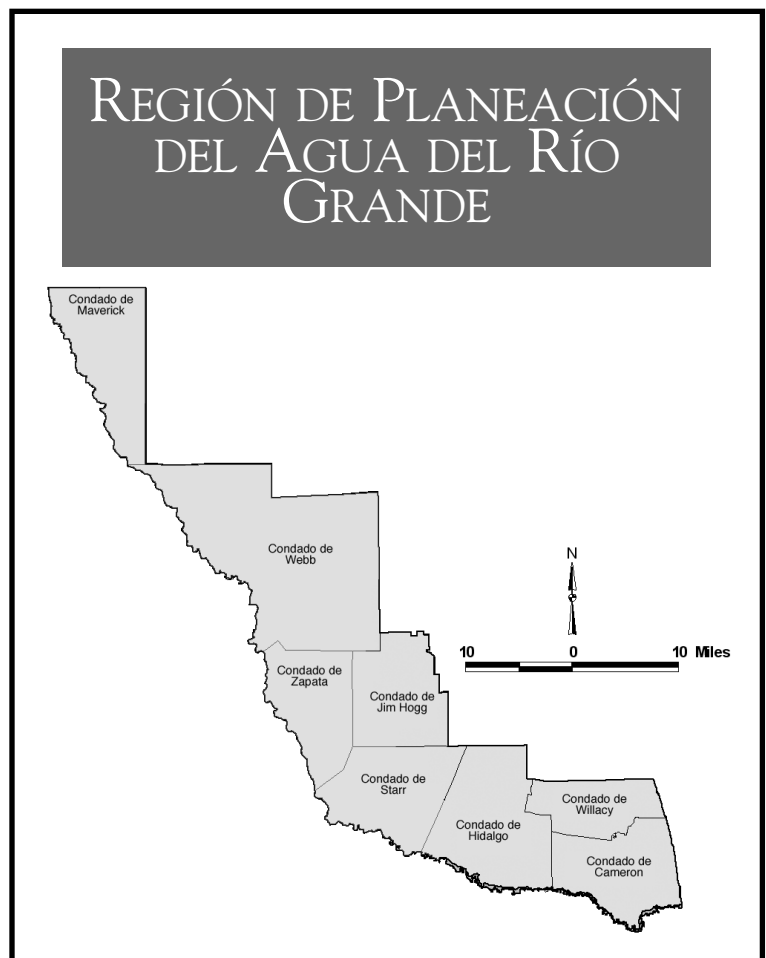 REGIÓN DE PLANEACIÓN
DEL AGUA DEL RÍO
GRANDE
Condado de
Maverick
Condado de
Webb
N
10 0 10 Miles
Condado de
Zapata
Condado de
Jim Hogg
Condado de
Starr
Condado de
Willacy
Condado de
Hidalgo
Condado de
Cameron